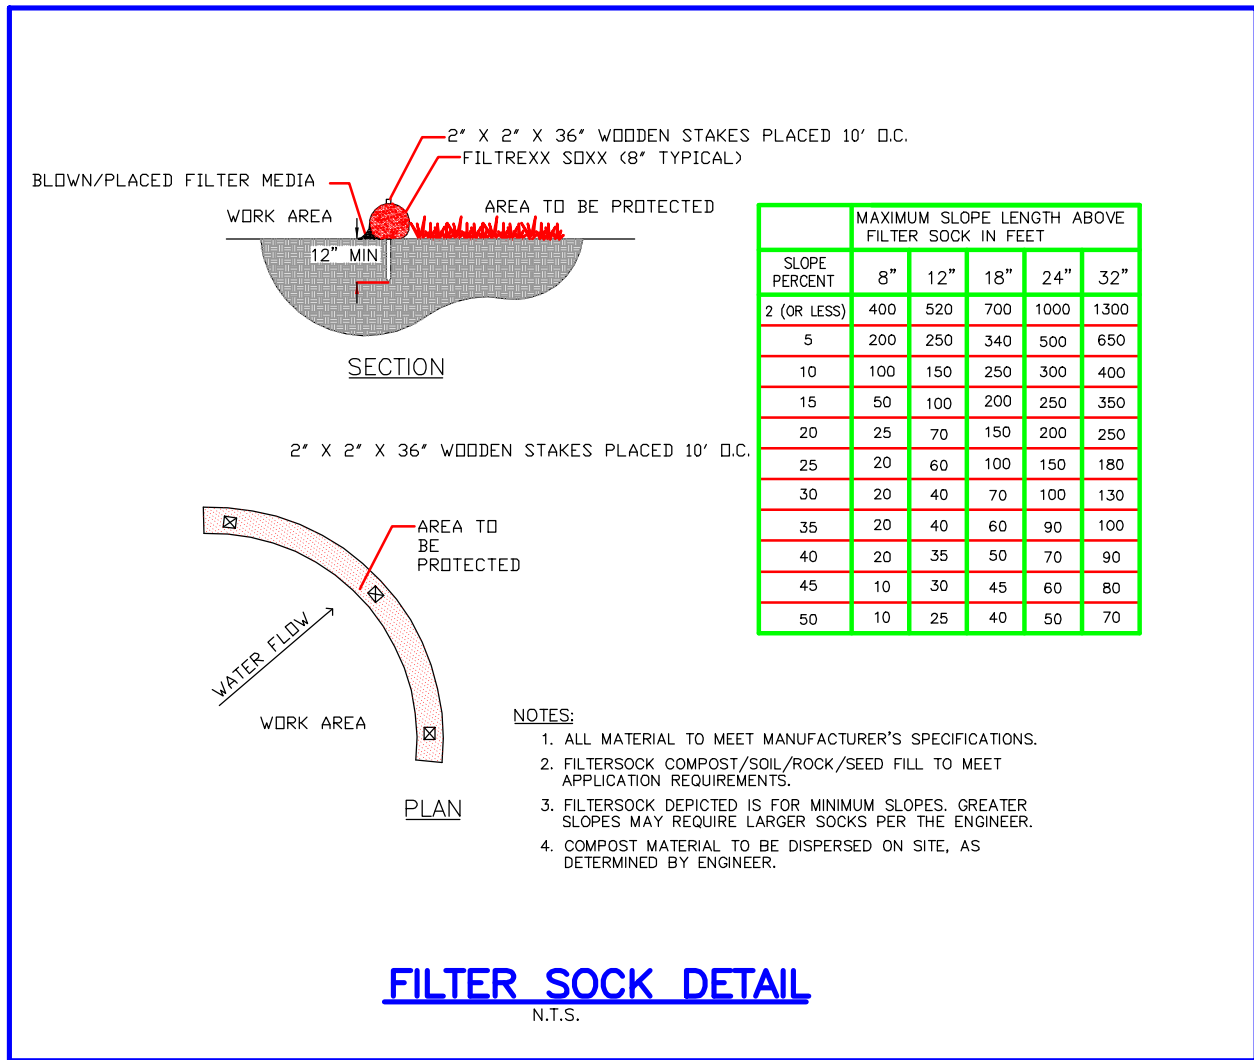 2" X 2" X 36" WOODEN STAKES PLACED 10' O.C.
FILTREXX SOXX (8" TYPICAL)
BLOWN/PLACED FILTER MEDIA
WORK AREA
AREA TO BE PROTECTED
12" MIN
SECTION
MAXIMUM SLOPE LENGTH ABOVE
FILTER SOCK IN FEET
SLOPE
PERCENT
8" 12" 18" 24" 32"
2 (OR LESS) 400 520 700 1000 1300
5 200 250 340 500 650
10 100 150 250 300 400
15 50 100 200 250 350
20 25 70 150 200 250
25 20 60 100 150 180
30 20 40 70 100 130
35 20 40 60 90 100
40 20 35 50 70 90
45 10 30 45 60 80
50 10 25 40 50 70
2" X 2" X 36" WOODEN STAKES PLACED 10' O.C.
AREA TO
BE
PROTECTED
WATER FLOW
WORK AREA
PLAN
NOTES:
1. ALL MATERIAL TO MEET MANUFACTURER'S SPECIFICATIONS.
2. FILTERSOCK COMPOST/SOIL/ROCK/SEED FILL TO MEET
APPLICATION REQUIREMENTS.
3. FILTERSOCK DEPICTED IS FOR MINIMUM SLOPES. GREATER
SLOPES MAY REQUIRE LARGER SOCKS PER THE ENGINEER.
4. COMPOST MATERIAL TO BE DISPERSED ON SITE, AS
DETERMINED BY ENGINEER.
FILTER SOCK DETAIL
N.T.S.